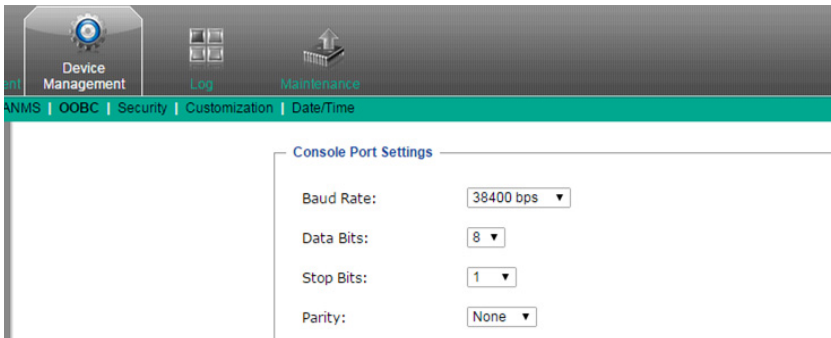 Device
Management
Log
Maintenance
ANMS | OOBC | Security | Customization | Date/Time
Console Port Settings
Baud Rate: 38400 bps
Data Bits: 8
Stop Bits: 1
Parity: None